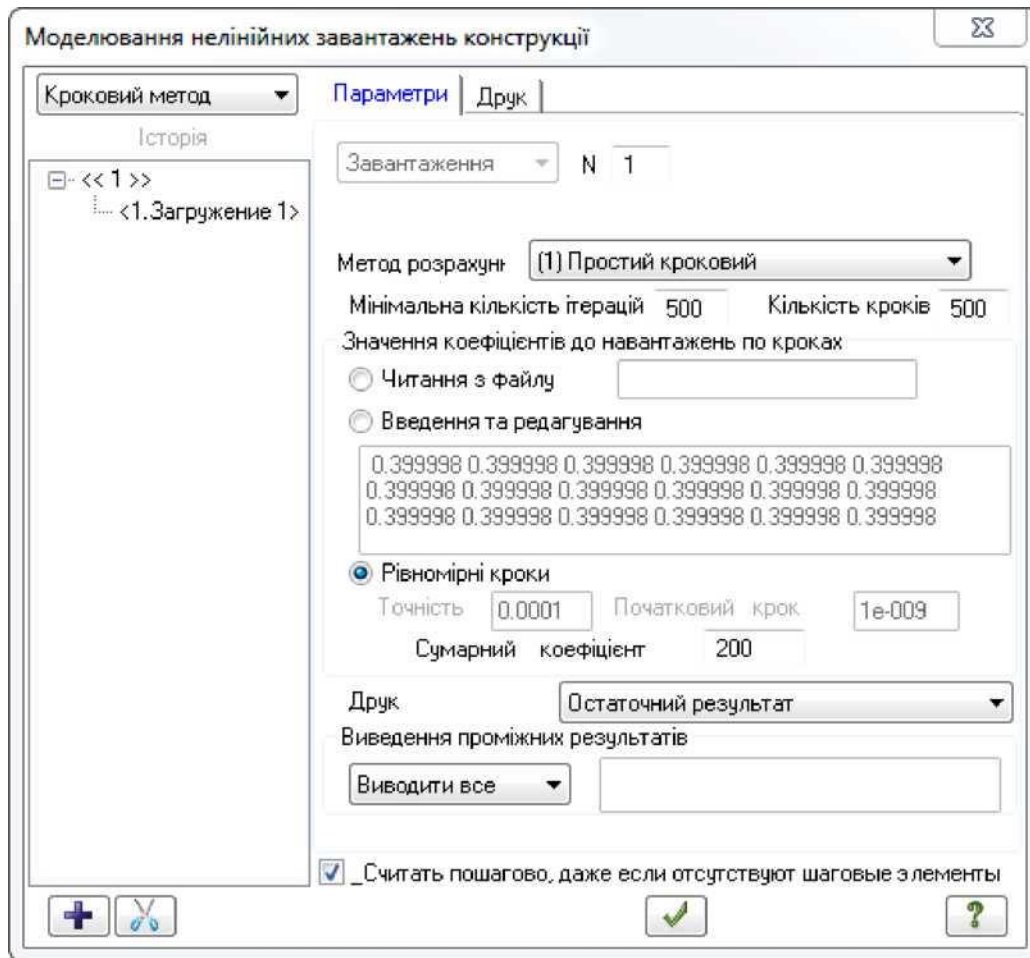 Моделювання нелінійних завантажень конструкції
Кроковий метод
Історія
<< 1 >>
<1.Загружение 1>
Параметри Друк
Завантаження N 1
Метод розрахунк (1) Простий кроковий
Мінімальна кількість ітерацій 500 Кількість кроків 500
Значення коефіцієнтів до навантажень по кроках
Читання з файлу
Введення та редагування
0.399998 0.399998 0.399998 0.399998 0.399998 0.399998
0.399998 0.399998 0.399998 0.399998 0.399998 0.399998
0.399998 0.399998 0.399998 0.399998 0.399998 0.399998
Рівномірні кроки
Точність 0.0001 Початковий крок 1e-009
Сумарний коефіцієнт 200
Друк Остаточний результат
Виведення проміжних результатів
Виводити все
_Считать пошагово, даже если отсутствуют шаговые элементы